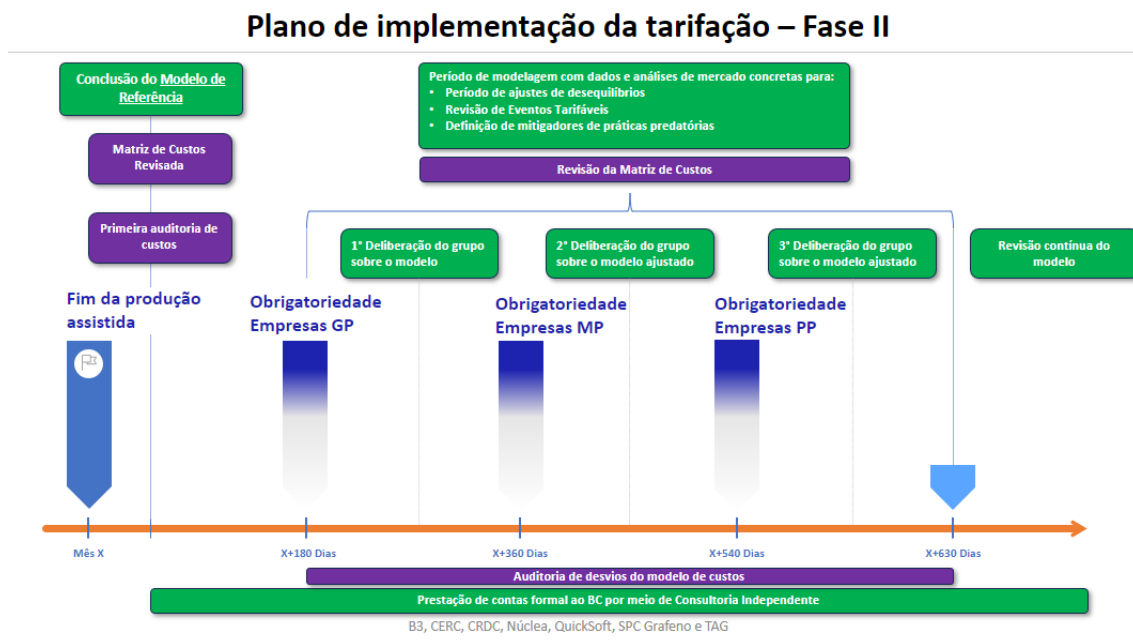 Plano de implementação da tarifação – Fase II
Conclusão do Modelo de
Referência
Matriz de Custos
Revisada
Primeira auditoria de
custos
Período de modelagem com dados e análises de mercado concretas para:
• Período de ajustes de desequilíbrios
• Revisão de Eventos Tarifáveis
• Definição de mitigadores de práticas predatórias
Revisão da Matriz de Custos
1° Deliberação do grupo
sobre o modelo
2° Deliberação do grupo
sobre o modelo ajustado
3° Deliberação do grupo
sobre o modelo ajustado
Revisão contínua do
modelo
Fim da produção
assistida
Obrigatoriedade
Empresas GP
Obrigatoriedade
Empresas MP
Obrigatoriedade
Empresas PP
Mês X
X+180 Dias
X+360 Dias
X+540 Dias
X+630 Dias
Auditoria de desvios do modelo de custos
Prestação de contas formal ao BC por meio de Consultoria Independente
B3, CERC, CRDC, Núclea, QuickSoft, SPC Grafeno e TAG